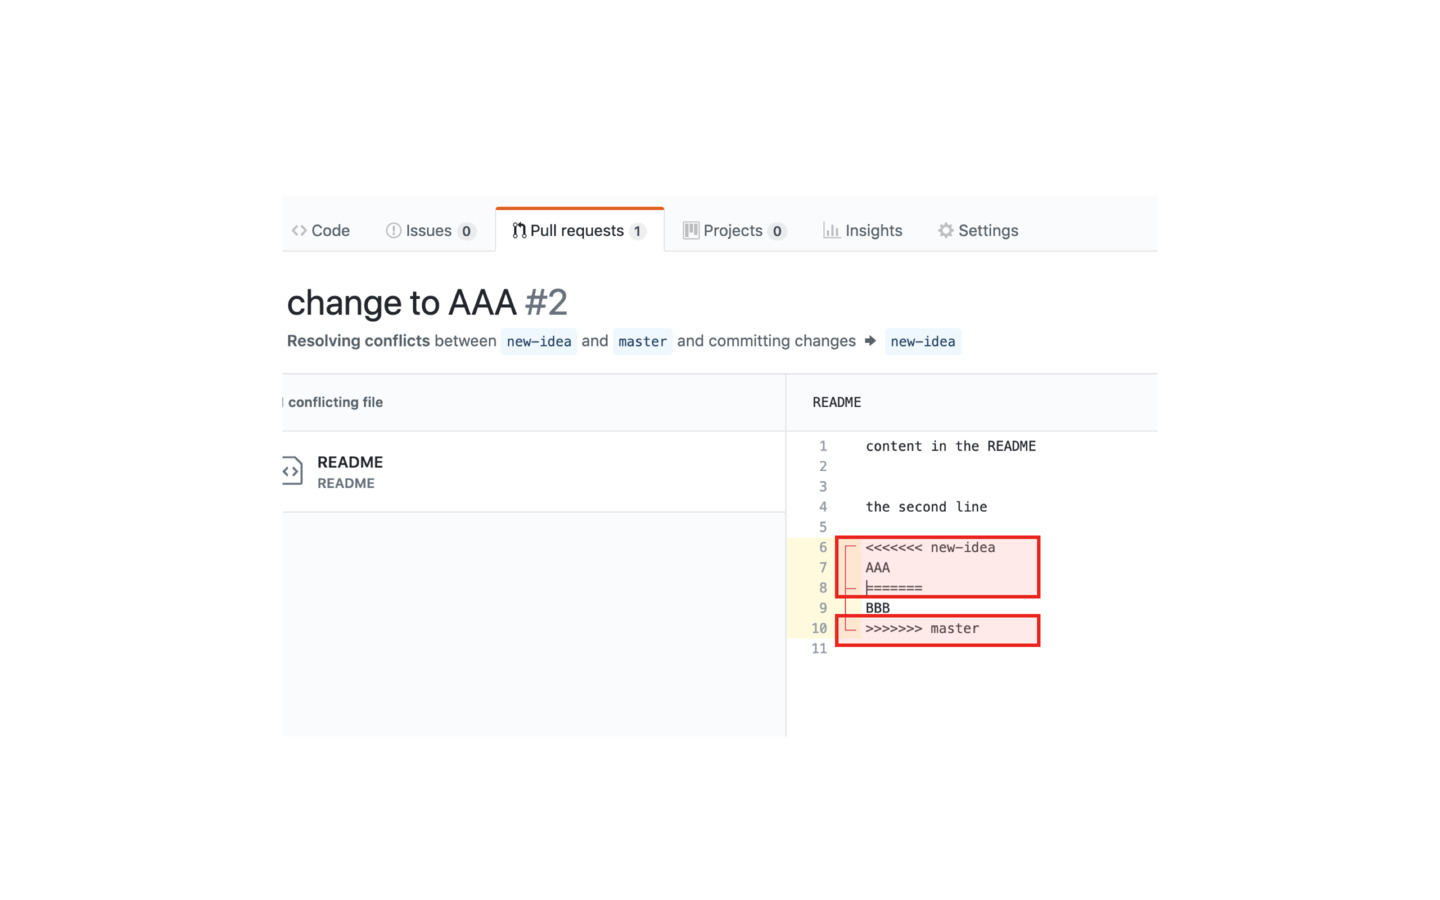 Code Issues 0 Pull requests 1 Projects 0 Insights Settings
change to AAA #2
Resolving conflicts between new-idea and master and committing changes → new-idea
conflicting file
README
README
README
1 content in the README
2
3
4 the second line
5
6 <<<<<<< new-idea
7 AAA
8 =======
9 BBB
10 >>>>>>> master
11